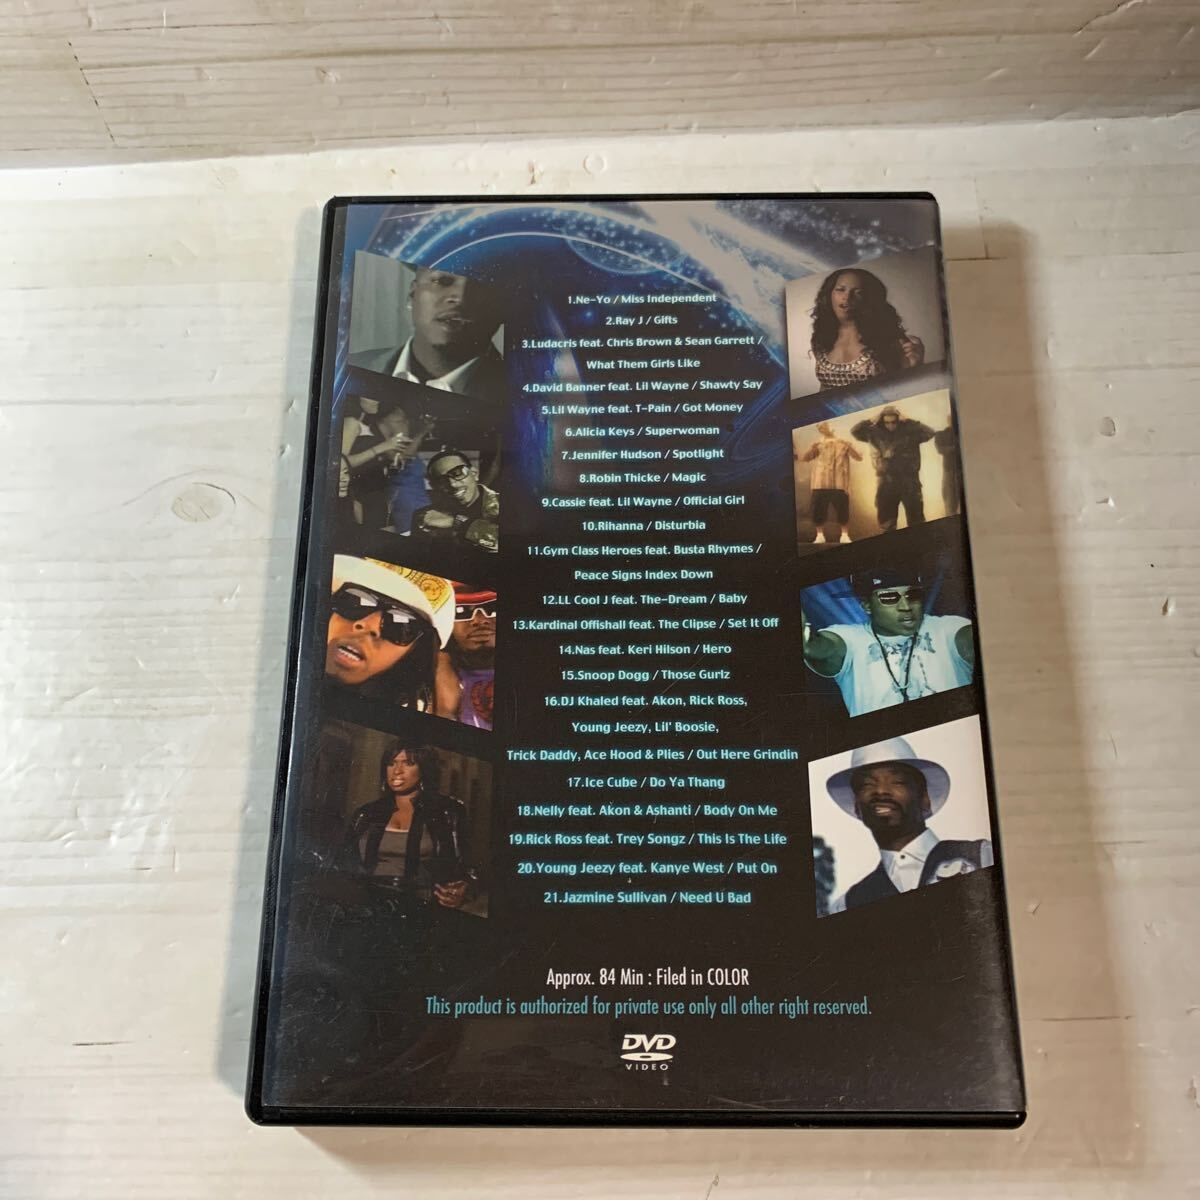 1.Ne-Yo / Miss Independent
2.Ray J / Gifts
3.Ludacris feat. Chris Brown & Sean Garrett /
What Them Girls Like
4.David Banner feat. Lil Wayne / Shawty Say
5.Lil Wayne feat. T-Pain / Got Money
6.Alicia Keys / Superwoman
7.Jennifer Hudson / Spotlight
8.Robin Thicke / Magic
9.Cassie feat. Lil Wayne / Official Girl
10.Rihanna / Disturbia
11.Gym Class Heroes feat. Busta Rhymes /
Peace Signs Index Down
12.LL Cool J feat. The-Dream / Baby
13.Kardinal Offishall feat. The Clipse / Set It Off
14.Nas feat. Keri Hilson / Hero
15.Snoop Dogg / Those Gurlz
16.DJ Khaled feat. Akon, Rick Ross,
Young Jeezy, Lil' Boosie,
Trick Daddy, Ace Hood & Plies / Out Here Grindin
17.Ice Cube / Do Ya Thang
18.Nelly feat. Akon & Ashanti / Body On Me
19.Rick Ross feat. Trey Songz / This Is The Life
20.Young Jeezy feat. Kanye West / Put On
21.Jazmine Sullivan / Need U Bad
Approx. 84 Min : Filed in COLOR
This product is authorized for private use only all other right reserved.
DVD
VIDEO